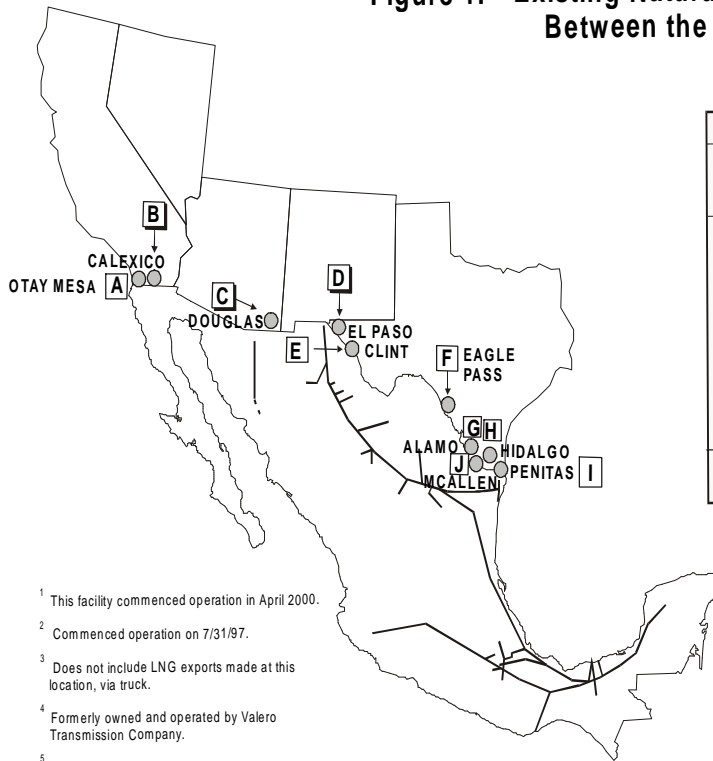 Between the
B
CALEXICO
OTAY MESA A
C
DOUGLAS
D
EL PASO
E CLINT
F EAGLE
PASS
G H
ALAMO HIDALGO
J PENITAS I
MCALLEN
1 This facility commenced operation in April 2000.
2 Commenced operation on 7/31/97.
3 Does not include LNG exports made at this
location, via truck.
4 Formerly owned and operated by Valero
Transmission Company.
5